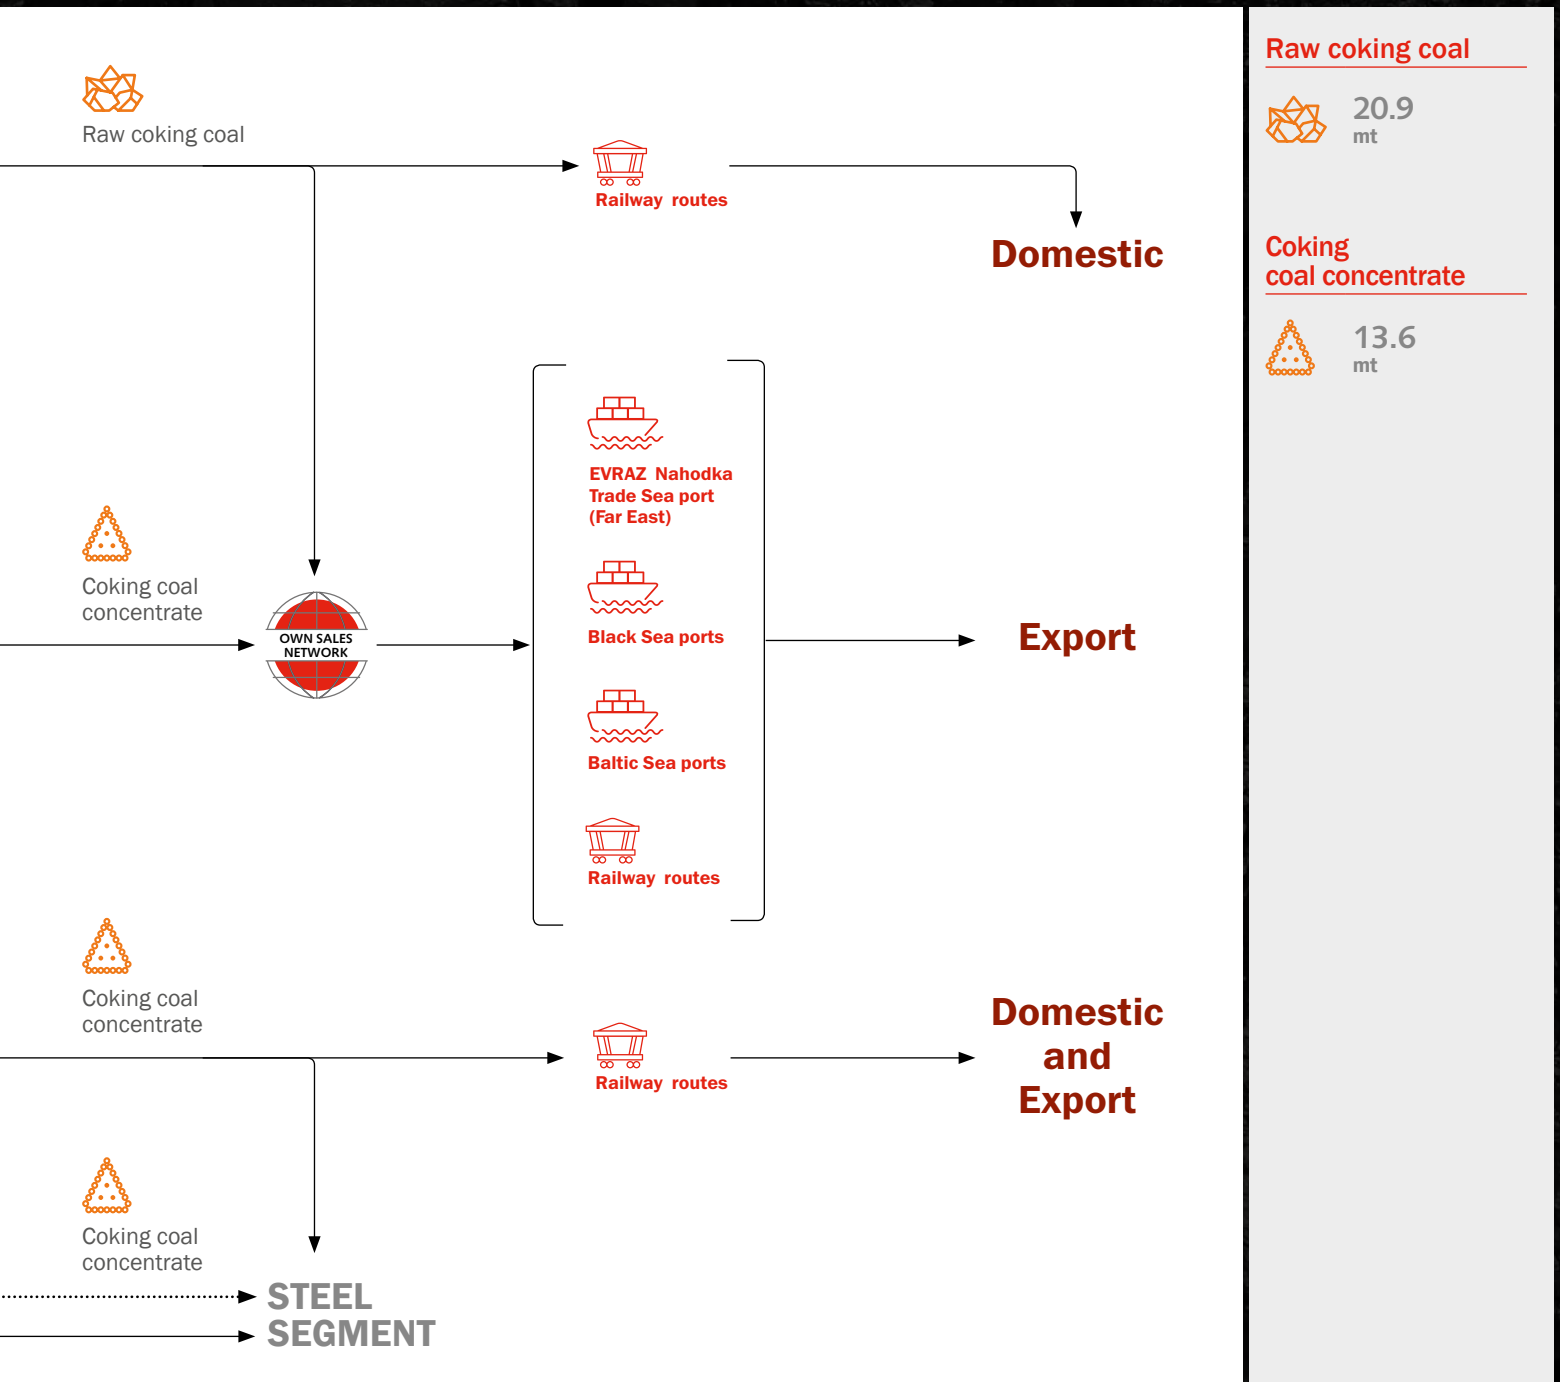 Raw coking coal
Railway routes
Domestic
Coking coal
concentrate
OWN SALES
NETWORK
EVRAZ Nahodka
Trade Sea port
(Far East)
Black Sea ports
Baltic Sea ports
Railway routes
Export
Coking coal
concentrate
Railway routes
Domestic
and
Export
Coking coal
concentrate
STEEL
SEGMENT
Raw coking coal
20.9
mt
Coking
coal concentrate
13.6
mt